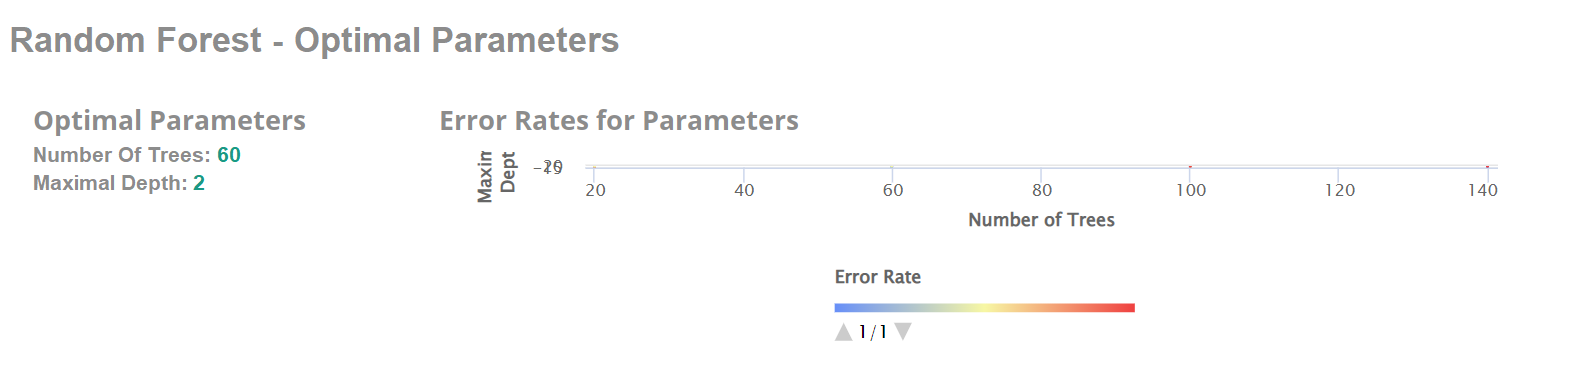 Random Forest - Optimal Parameters
Optimal Parameters
Number Of Trees: 60
Maximal Depth: 2
Error Rates for Parameters
20
40
60
80
100
120
140
Number of Trees
Error Rate
1/1